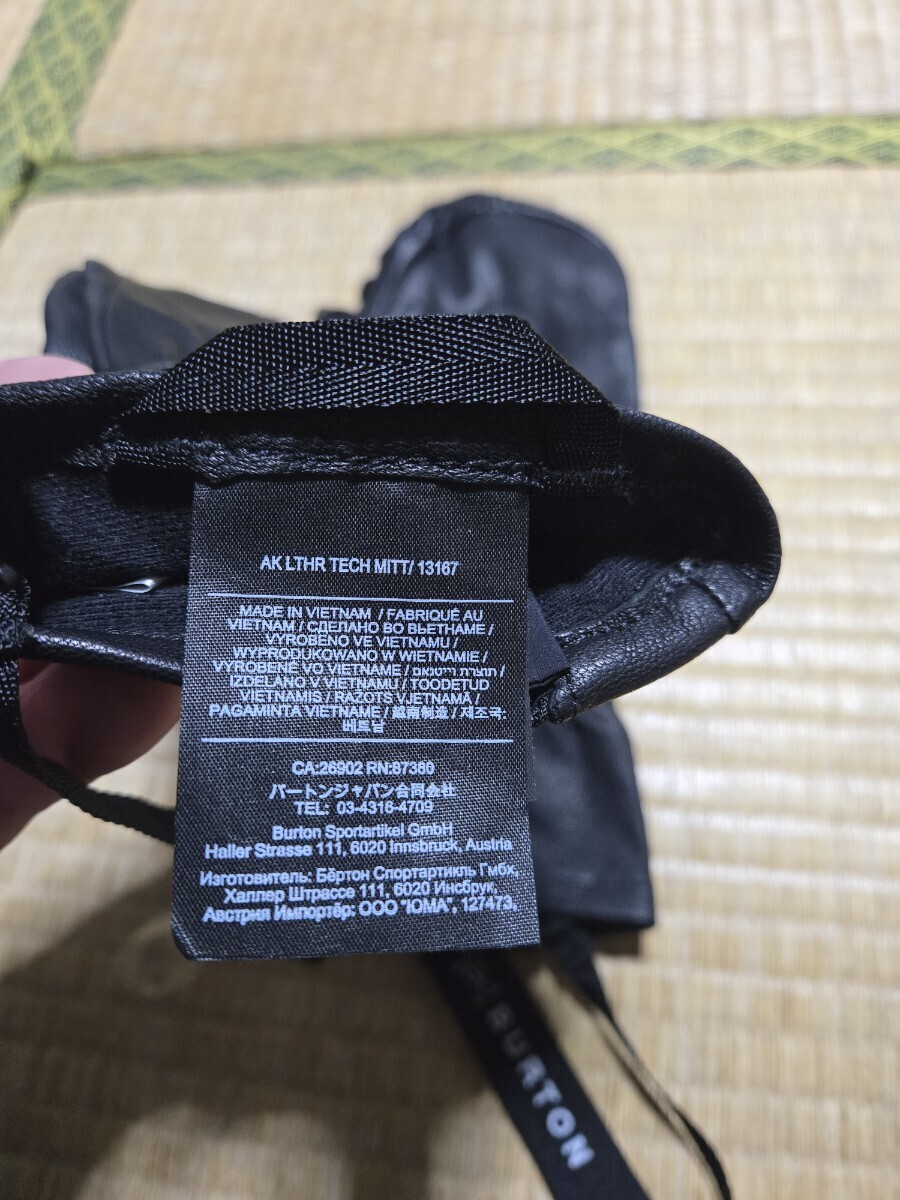 AK LTHR TECH MITT/ 13167
MADE IN VIETNAM / FABRIQUÉ AU
VIETNAM / СДЕЛАНО ВО ВЬЕТНАМЕ /
VYROBENO VE VIETNAMU /
WYPRODUKOWANO W WIETNAMIE /
VYROBENÉ VO VIETNAME /
IZDELANO V VIETNAMU / TOODETUD
VIETNAMIS / RAŽOTS VJETNAMĀ /
PAGAMINTA VIETNAME / 越南制造 / 제조국:
베트남
CA:26902 RN:87380
バートンジャパン合同会社
TEL: 03-4316-4709
Burton Sportartikel GmbH
Haller Strasse 111, 6020 Innsbruck, Austria
Изготовитель: Бёртон Спортартикль Гмбх,
Халлер Штрассе 111, 6020 Инсбрук,
Австрия Импортёр: ООО "ЮМА", 127473,
BURTON